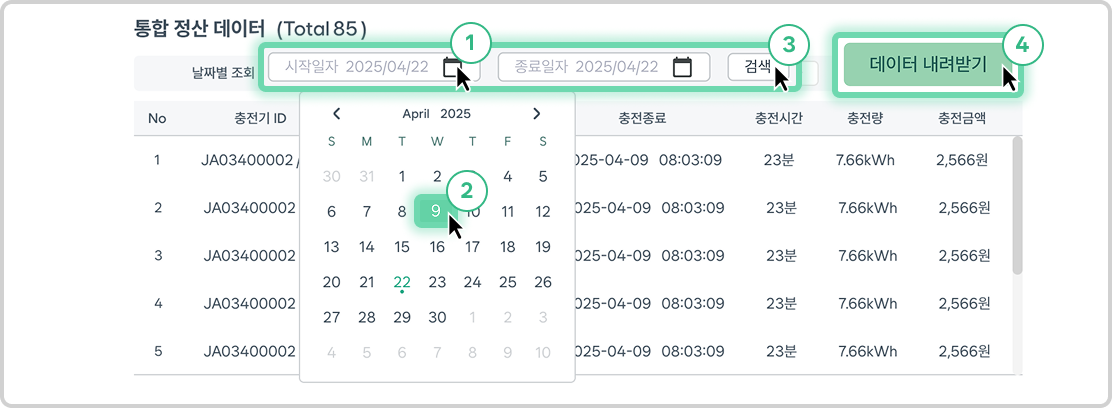 통합 정산 데이터 (Total 85)
날짜별 조회 시작일자 2025/04/22 1 종료일자 2025/04/22 검색 3 데이터 내려받기 4
No 충전기 ID 충전종료 충전시간 충전량 충전금액
April 2025
S M T W T F S
30 31 1 2 4 5
6 7 8 9 2 10 11 12
13 14 15 16 17 18 19
20 21 22 23 24 25 26
27 28 29 30 1 2 3
4 5 6 7 8 9 10
1 JA03400002 / 025-04-09 08:03:09 23분 7.66kWh 2,566원
2 JA03400002 025-04-09 08:03:09 23분 7.66kWh 2,566원
3 JA03400002 025-04-09 08:03:09 23분 7.66kWh 2,566원
4 JA03400002 025-04-09 08:03:09 23분 7.66kWh 2,566원
5 JA03400002 025-04-09 08:03:09 23분 7.66kWh 2,566원